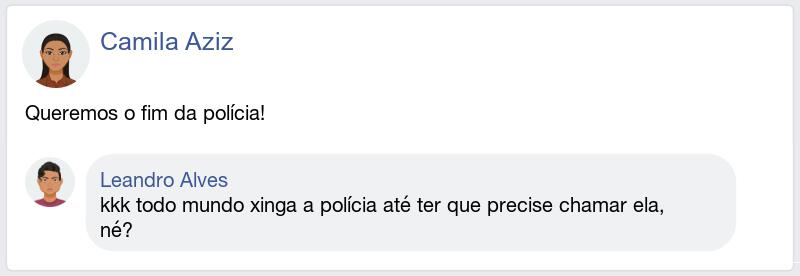 Camila Aziz
Queremos o fim da polícia!
Leandro Alves
kkk todo mundo xinga a polícia até ter que precise chamar ela,
né?